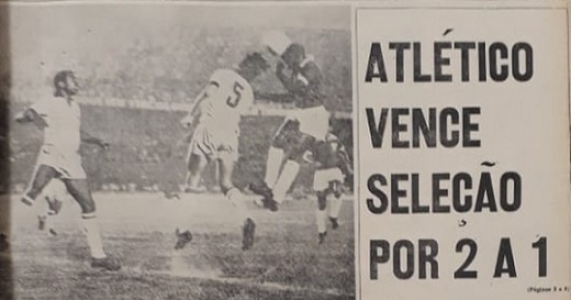 5
ATLÉTICO
VENCE
SELEÇÃO
POR 2 A 1